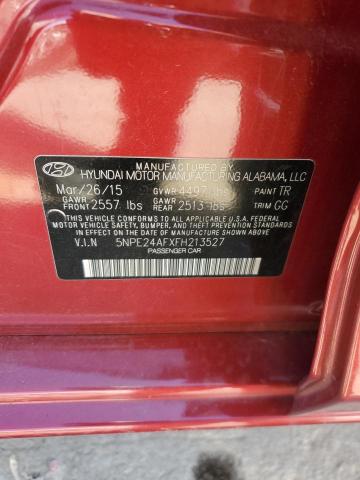 MANUFACTURED BY
HYUNDAI MOTOR MANUFACTURING ALABAMA, LLC
Mar/26/15 GVWR 4497 lbs PAINT TR
GAWR FRONT 2557 lbs GAWR REAR 2513 lbs TRIM GG
THIS VEHICLE CONFORMS TO ALL APPLICABLE U.S.A. FEDERAL
MOTOR VEHICLE SAFETY, BUMPER, AND THEFT PREVENTION
STANDARDS IN EFFECT ON THE DATE OF MANUFACTURE SHOWN ABOVE.
V.I.N 5NPE24AFXFH213527
PASSENGER CAR